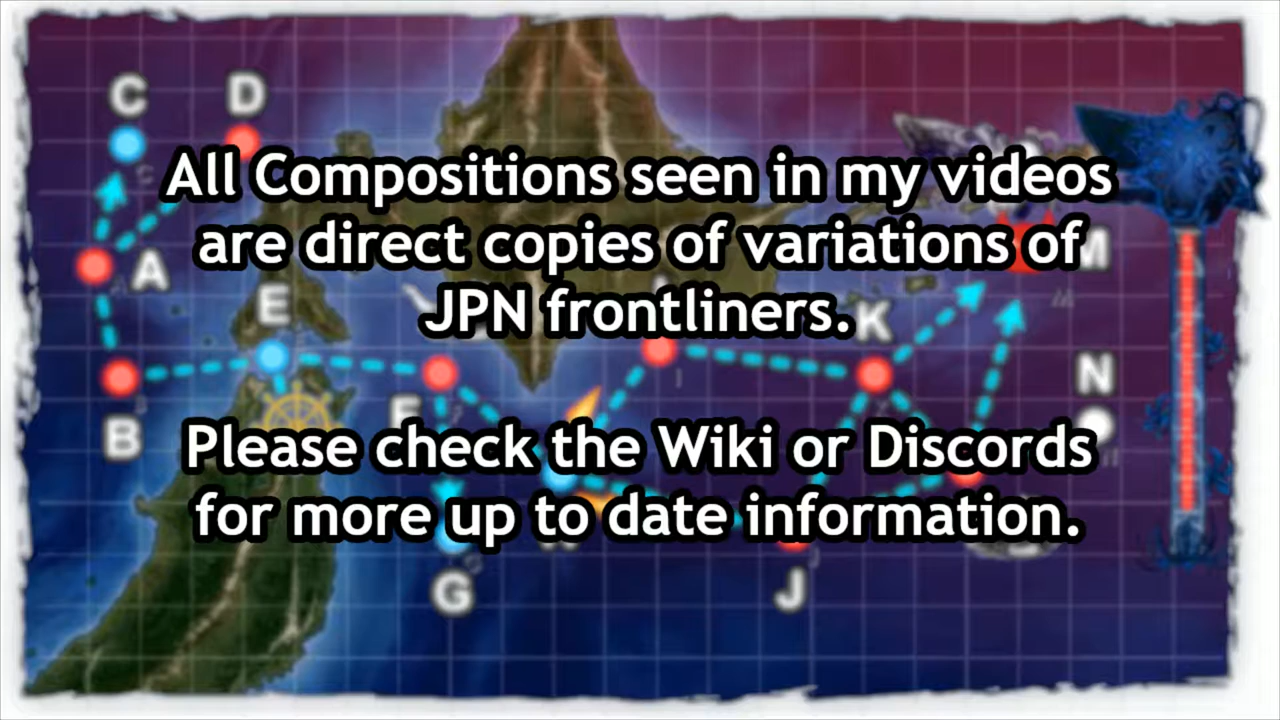 C D
All Compositions seen in my videos
are direct copies of variations of
M
A
JPN frontliners.
E
K
N
F
B
Please check the Wiki or Discords
for more up to date information.
G
J